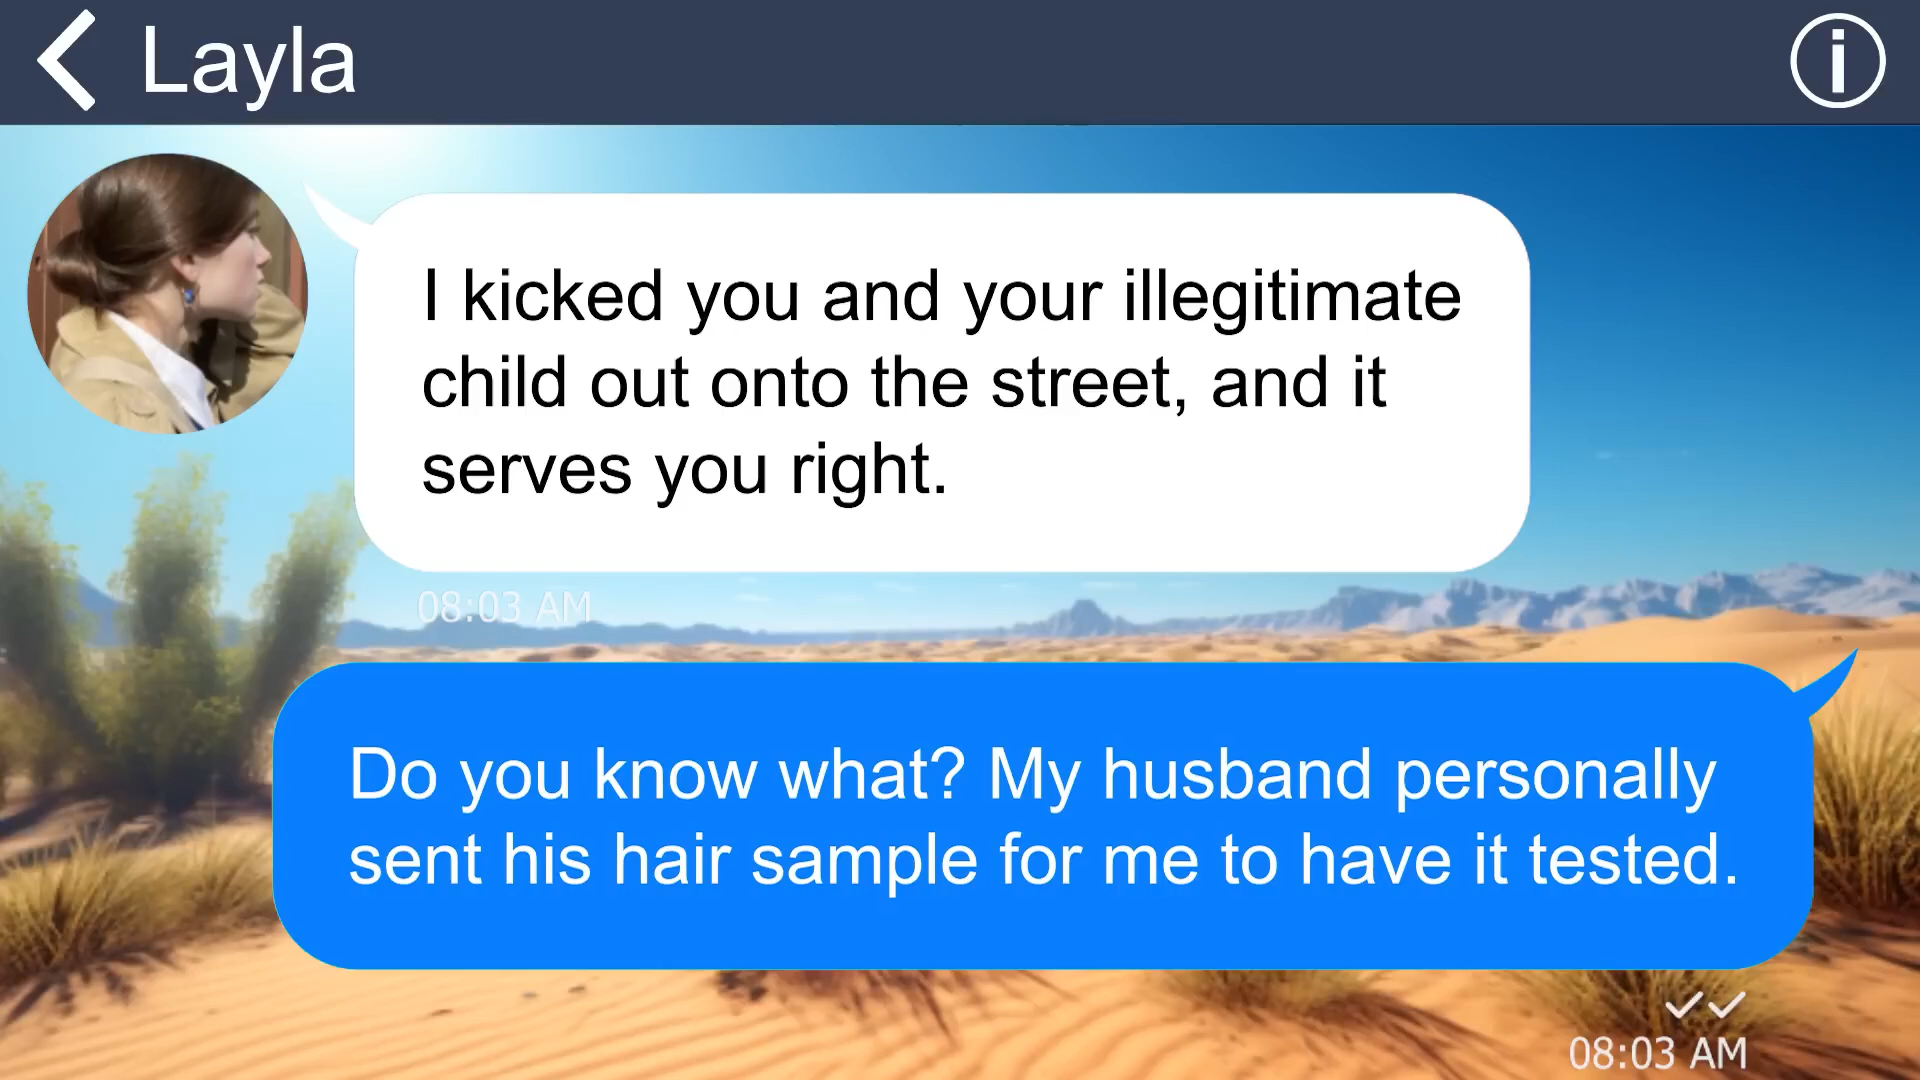 Layla
I kicked you and your illegitimate
child out onto the street, and it
serves you right.
08:03 AM
Do you know what? My husband personally
sent his hair sample for me to have it tested.
08:03 AM